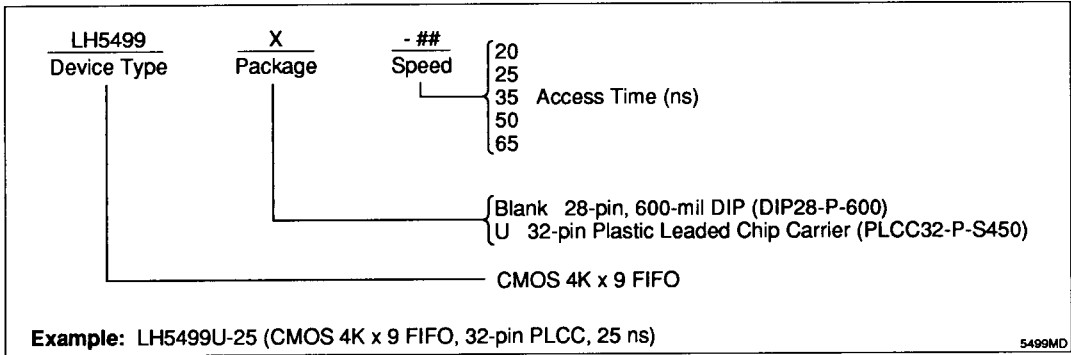 LH5499 X - ##
Device Type Package Speed
20
25
35 Access Time (ns)
50
65
Blank 28-pin, 600-mil DIP (DIP28-P-600)
U 32-pin Plastic Leaded Chip Carrier (PLCC32-P-S450)
CMOS 4K x 9 FIFO
Example: LH5499U-25 (CMOS 4K x 9 FIFO, 32-pin PLCC, 25 ns)
5499MD